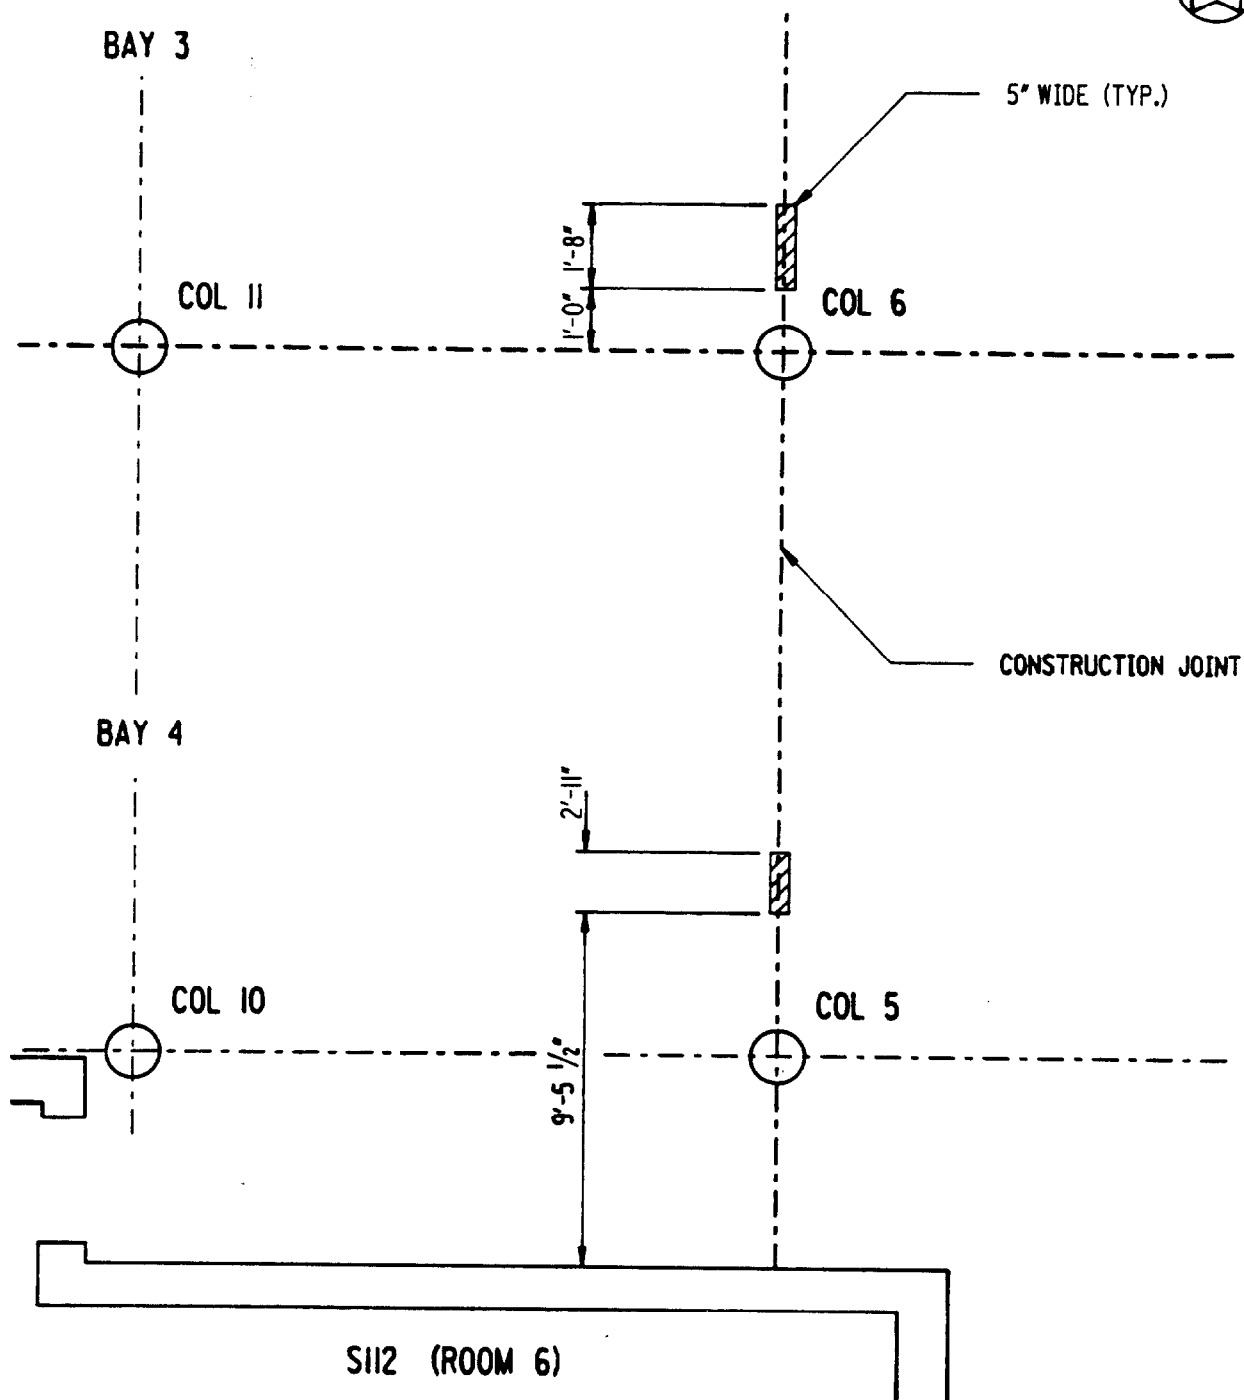 BAY 3
5" WIDE (TYP.)
1'-8"
COL 11
1'-0"
COL 6
CONSTRUCTION JOINT
BAY 4
2'-11"
COL 10
COL 5
9'-5 1/2"
S112 (ROOM 6)